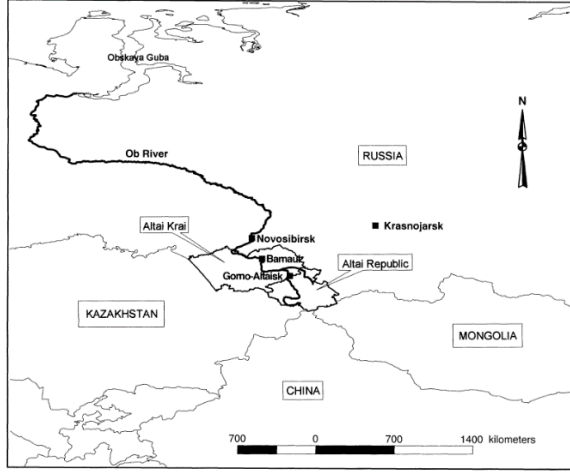 Obskaya Guba
N
Ob River
RUSSIA
Altai Krai
Krasnojarsk
Novosibirsk
Barnaulz
Altai Republic
Gorno-Altaisk
KAZAKHSTAN
MONGOLIA
CHINA
700 0 700 1400 kilometers